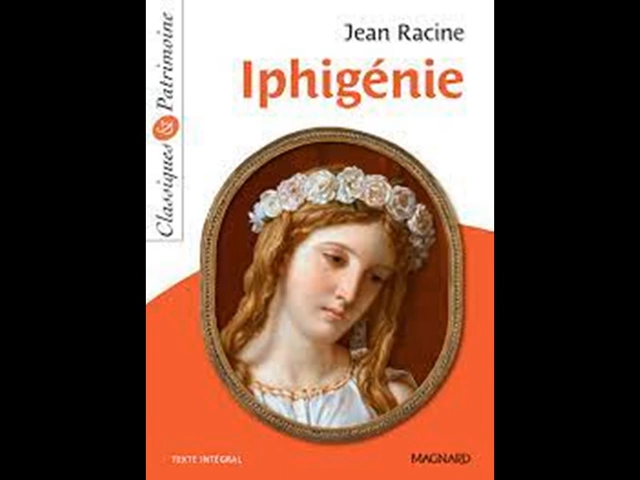 Jean Racine
Iphigénie
Classiques & Patrimoine
TEXTE INTÉGRAL
MAGNARD